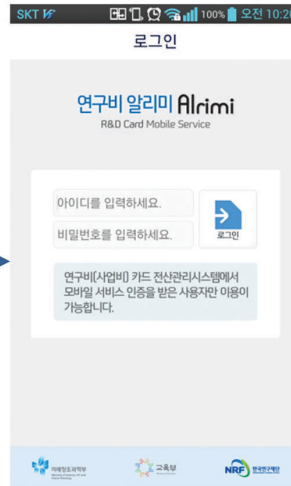 SKT 100% 오전 10:20
로그인
연구비 알리미 Alrimi
R&D Card Mobile Service
아이디를 입력하세요.
비밀번호를 입력하세요.
로그인
연구비(사업비) 카드 전산관리시스템에서
모바일 서비스 인증을 받은 사용자만 이용이
가능합니다.
미래창조과학부
교육부
NRF 한국연구재단